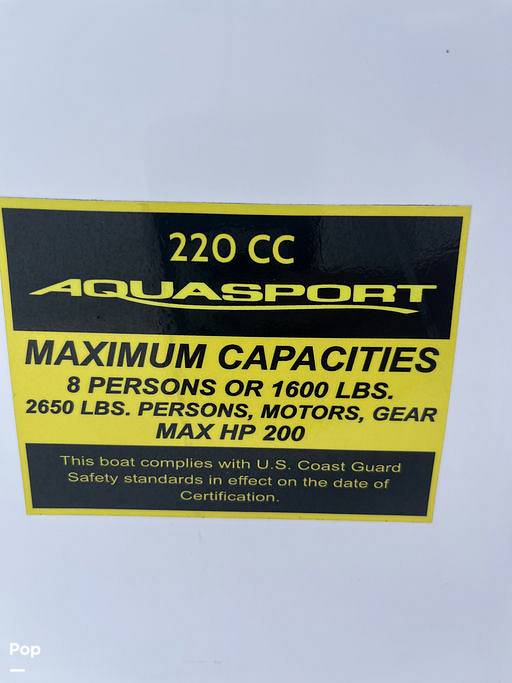 220 CC
AQUASPORT
MAXIMUM CAPACITIES
8 PERSONS OR 1600 LBS.
2650 LBS. PERSONS, MOTORS, GEAR
MAX HP 200
This boat complies with U.S. Coast Guard
Safety standards in effect on the date of
Certification.
Pop